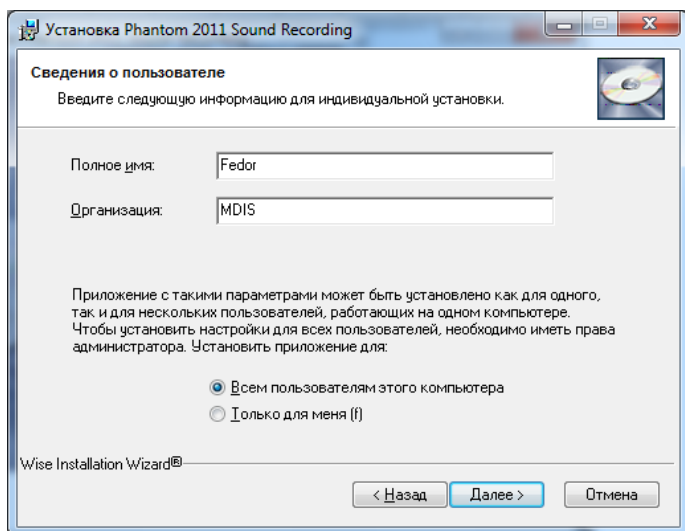 Установка Phantom 2011 Sound Recording
Сведения о пользователе
Введите следующую информацию для индивидуальной установки.
Полное имя:
Fedor
Организация:
MDIS
Приложение с такими параметрами может быть установлено как для одного,
так и для нескольких пользователей, работающих на одном компьютере.
Чтобы установить настройки для всех пользователей, необходимо иметь права
администратора. Установить приложение для:
Всем пользователям этого компьютера
Только для меня (f)
Wise Installation Wizard®
< Назад
Далее >
Отмена